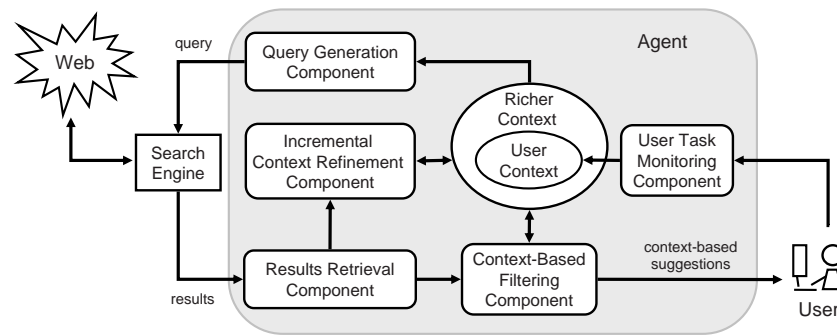 Web
query
Query Generation
Component
Agent
Richer
Context
User
Context
Search
Engine
Incremental
Context Refinement
Component
User Task
Monitoring
Component
Results Retrieval
Component
results
Context-Based
Filtering
Component
context-based
suggestions
User